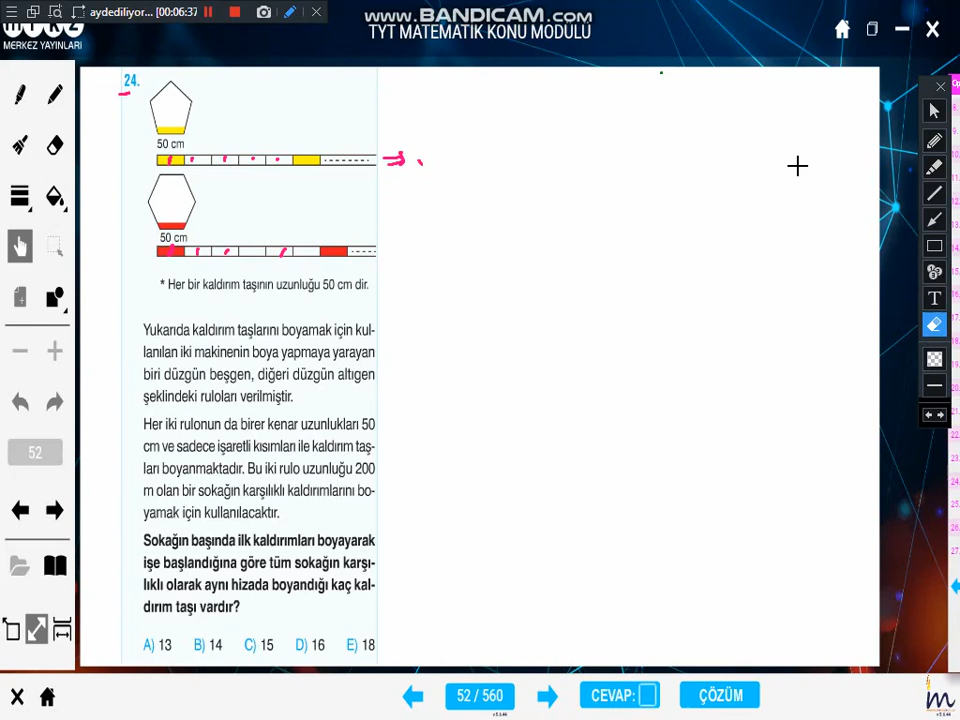 aydediliyor... [00:06:37]
www.BANDICAM.com
MERKEZ YAYINLARI
TYT MATEMATİK KONU MODÜLÜ
24.
50 cm
50 cm
* Her bir kaldırım taşının uzunluğu 50 cm dir.
Yukarıda kaldırım taşlarını boyamak için kul-
lanılan iki makinenin boya yapmaya yarayan
biri düzgün beşgen, diğeri düzgün altıgen
şeklindeki ruloları verilmiştir.
Her iki rulonun da birer kenar uzunlukları 50
cm ve sadece işaretli kısımları ile kaldırım taş-
ları boyanmaktadır. Bu iki rulo uzunluğu 200
m olan bir sokağın karşılıklı kaldırımlarını bo-
yamak için kullanılacaktır.
Sokağın başında ilk kaldırımları boyayarak
işe başlandığına göre tüm sokağın karşı-
lıklı olarak aynı hizada boyandığı kaç kal-
dırım taşı vardır?
A) 13 B) 14 C) 15 D) 16 E) 18
52
52 / 560
CEVAP:
ÇÖZÜM